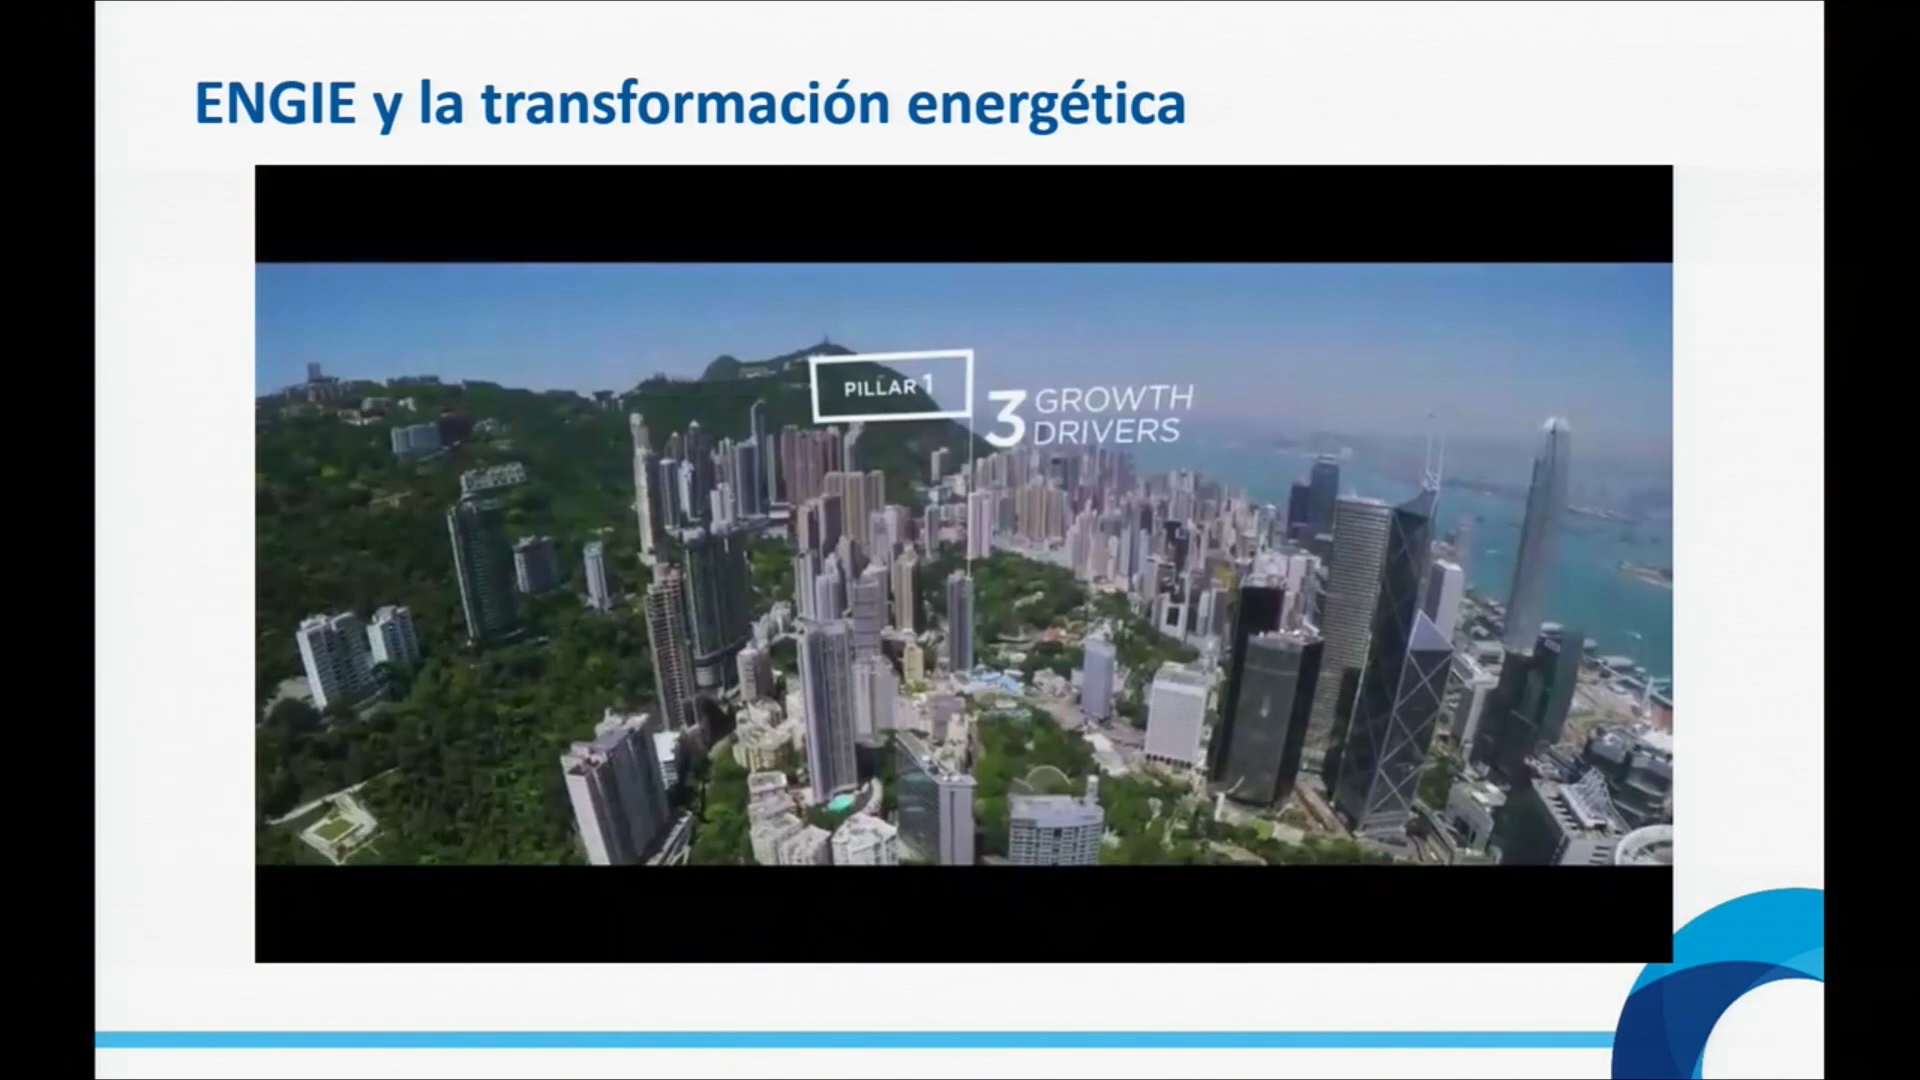 ENGIE y la transformación energética
PILLAR 1
3 GROWTH
DRIVERS